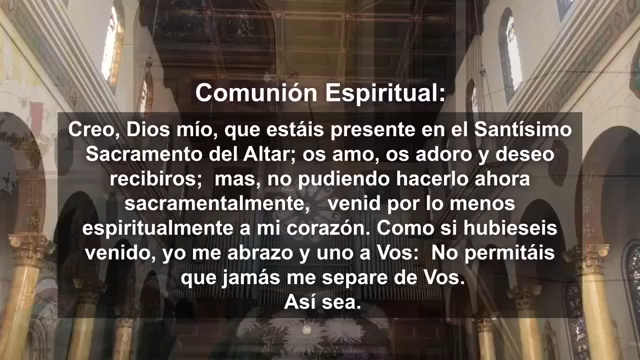 Comunión Espiritual:
Creo, Dios mío, que estáis presente en el Santísimo
Sacramento del Altar; os amo, os adoro y deseo
recibiros;  mas, no pudiendo hacerlo ahora
sacramentalmente,   venid por lo menos
espiritualmente a mi corazón. Como si hubieseis
venido, yo me abrazo y uno a Vos:  No permitáis
que jamás me separe de Vos.
Así sea.